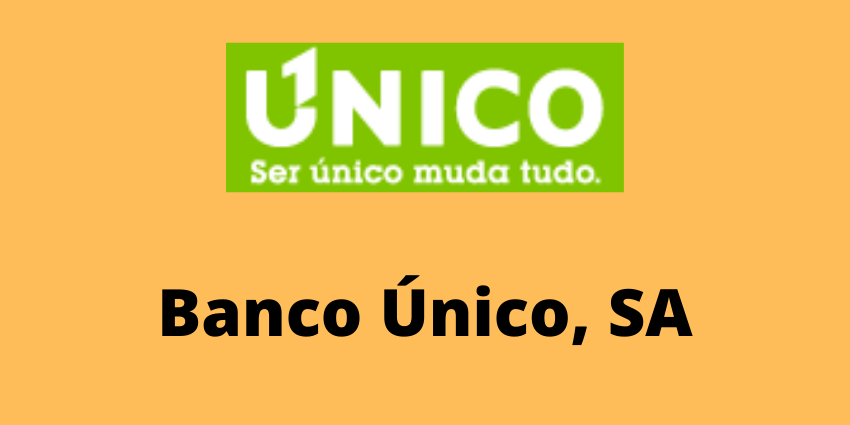 ÚNICO
Ser único muda tudo.
Banco Único, SA